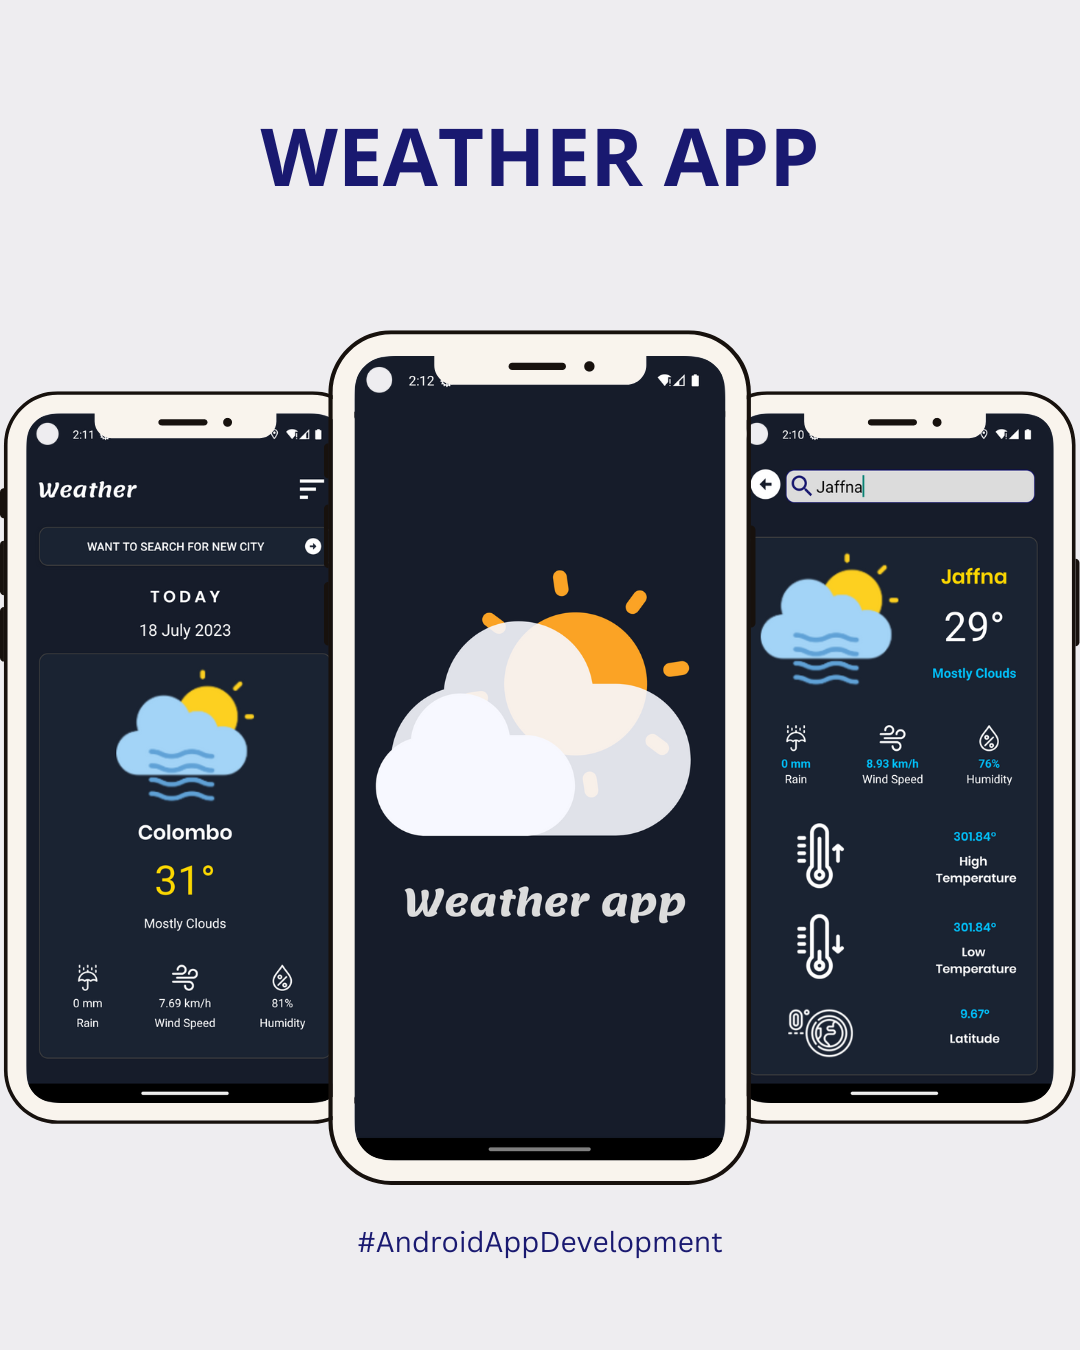 WEATHER APP
2:11
Weather
WANT TO SEARCH FOR NEW CITY
TODAY
18 July 2023
Colombo
31°
Mostly Clouds
0 mm
7.69 km/h
81%
Rain
Wind Speed
Humidity
2:12
Weather app
2:10
Jaffna
Jaffna
29°
Mostly Clouds
0 mm
8.93 km/h
76%
Rain
Wind Speed
Humidity
301.84°
High
Temperature
301.84°
Low
Temperature
0°
9.67°
Latitude
#AndroidAppDevelopment